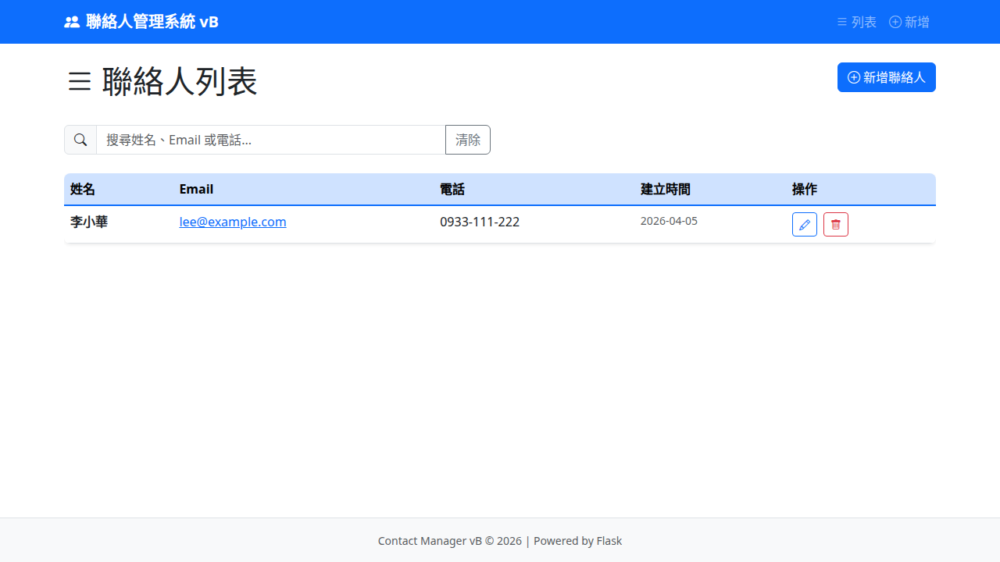 聯絡人管理系統 vB
列表
新增
聯絡人列表
新增聯絡人
搜尋姓名、Email 或電話...
清除
姓名 Email 電話 建立時間 操作
李小華 lee@example.com 0933-111-222 2026-04-05
Contact Manager vB © 2026 | Powered by Flask